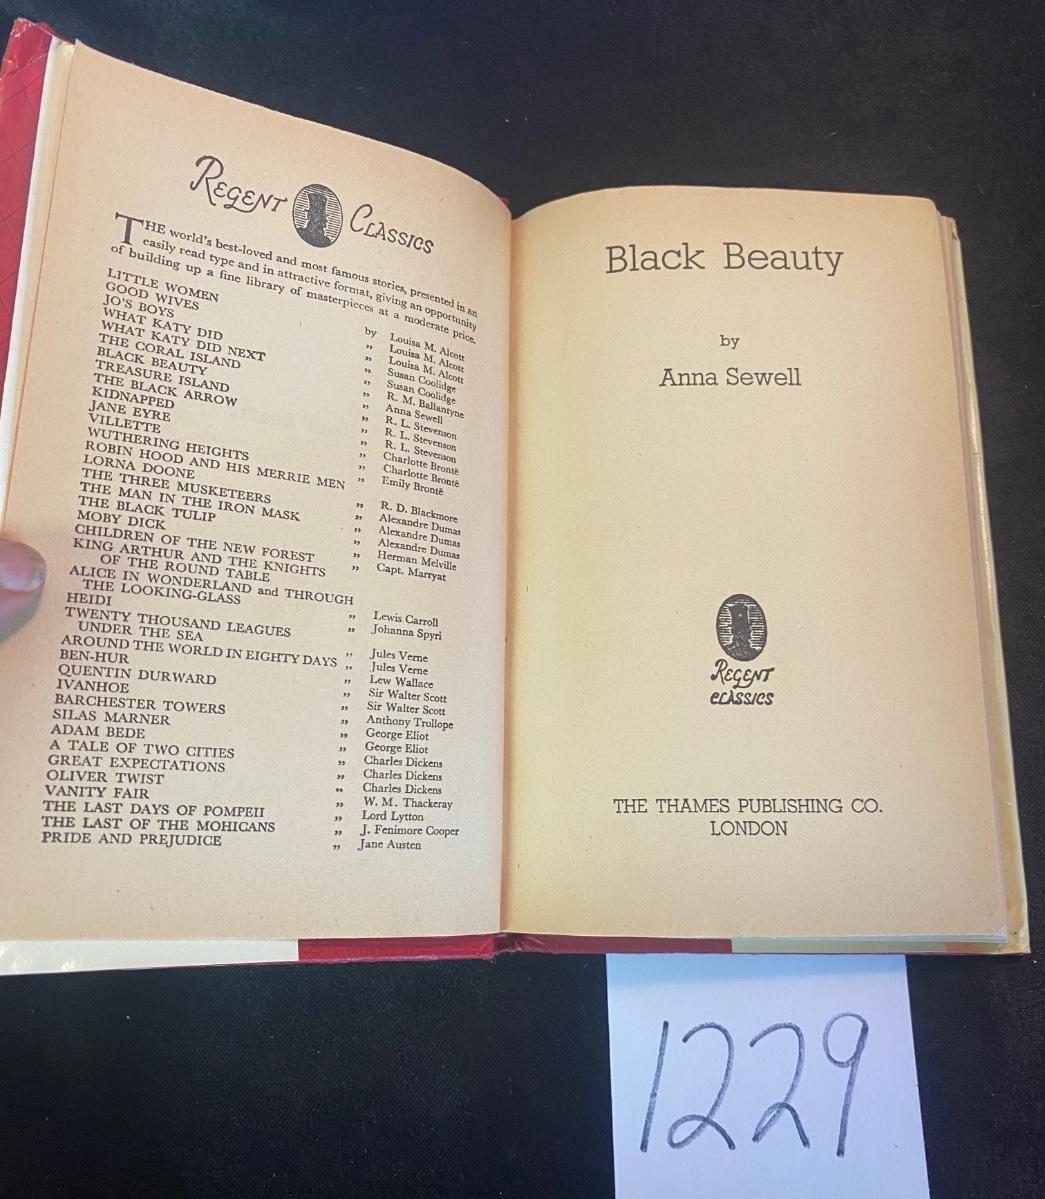 REGENT CLASSICS
THE world's best-loved and most famous stories, presented in an
easily read type and in attractive format, giving an opportunity
of building up a fine library of masterpieces at a moderate price.
LITTLE WOMEN by Louisa M. Alcott
GOOD WIVES „ Louisa M. Alcott
JO'S BOYS „ Louisa M. Alcott
WHAT KATY DID „ Susan Coolidge
WHAT KATY DID NEXT „ Susan Coolidge
THE CORAL ISLAND „ R. M. Ballantyne
BLACK BEAUTY „ Anna Sewell
TREASURE ISLAND „ R. L. Stevenson
THE BLACK ARROW „ R. L. Stevenson
KIDNAPPED „ R. L. Stevenson
JANE EYRE „ Charlotte Brontë
VILLETTE „ Charlotte Brontë
WUTHERING HEIGHTS „ Emily Brontë
ROBIN HOOD AND HIS MERRIE MEN
LORNA DOONE „ R. D. Blackmore
THE THREE MUSKETEERS „ Alexandre Dumas
THE MAN IN THE IRON MASK „ Alexandre Dumas
THE BLACK TULIP „ Alexandre Dumas
MOBY DICK „ Herman Melville
CHILDREN OF THE NEW FOREST „ Capt. Marryat
KING ARTHUR AND THE KNIGHTS
OF THE ROUND TABLE
ALICE IN WONDERLAND and THROUGH
THE LOOKING-GLASS „ Lewis Carroll
HEIDI „ Johanna Spyri
TWENTY THOUSAND LEAGUES
UNDER THE SEA „ Jules Verne
AROUND THE WORLD IN EIGHTY DAYS „ Jules Verne
BEN-HUR „ Lew Wallace
QUENTIN DURWARD „ Sir Walter Scott
IVANHOE „ Sir Walter Scott
BARCHESTER TOWERS „ Anthony Trollope
SILAS MARNER „ George Eliot
ADAM BEDE „ George Eliot
A TALE OF TWO CITIES „ Charles Dickens
GREAT EXPECTATIONS „ Charles Dickens
OLIVER TWIST „ Charles Dickens
VANITY FAIR „ W. M. Thackeray
THE LAST DAYS OF POMPEII „ Lord Lytton
THE LAST OF THE MOHICANS „ J. Fenimore Cooper
PRIDE AND PREJUDICE „ Jane Austen
Black Beauty
by
Anna Sewell
REGENT
CLASSICS
THE THAMES PUBLISHING CO.
LONDON
1229